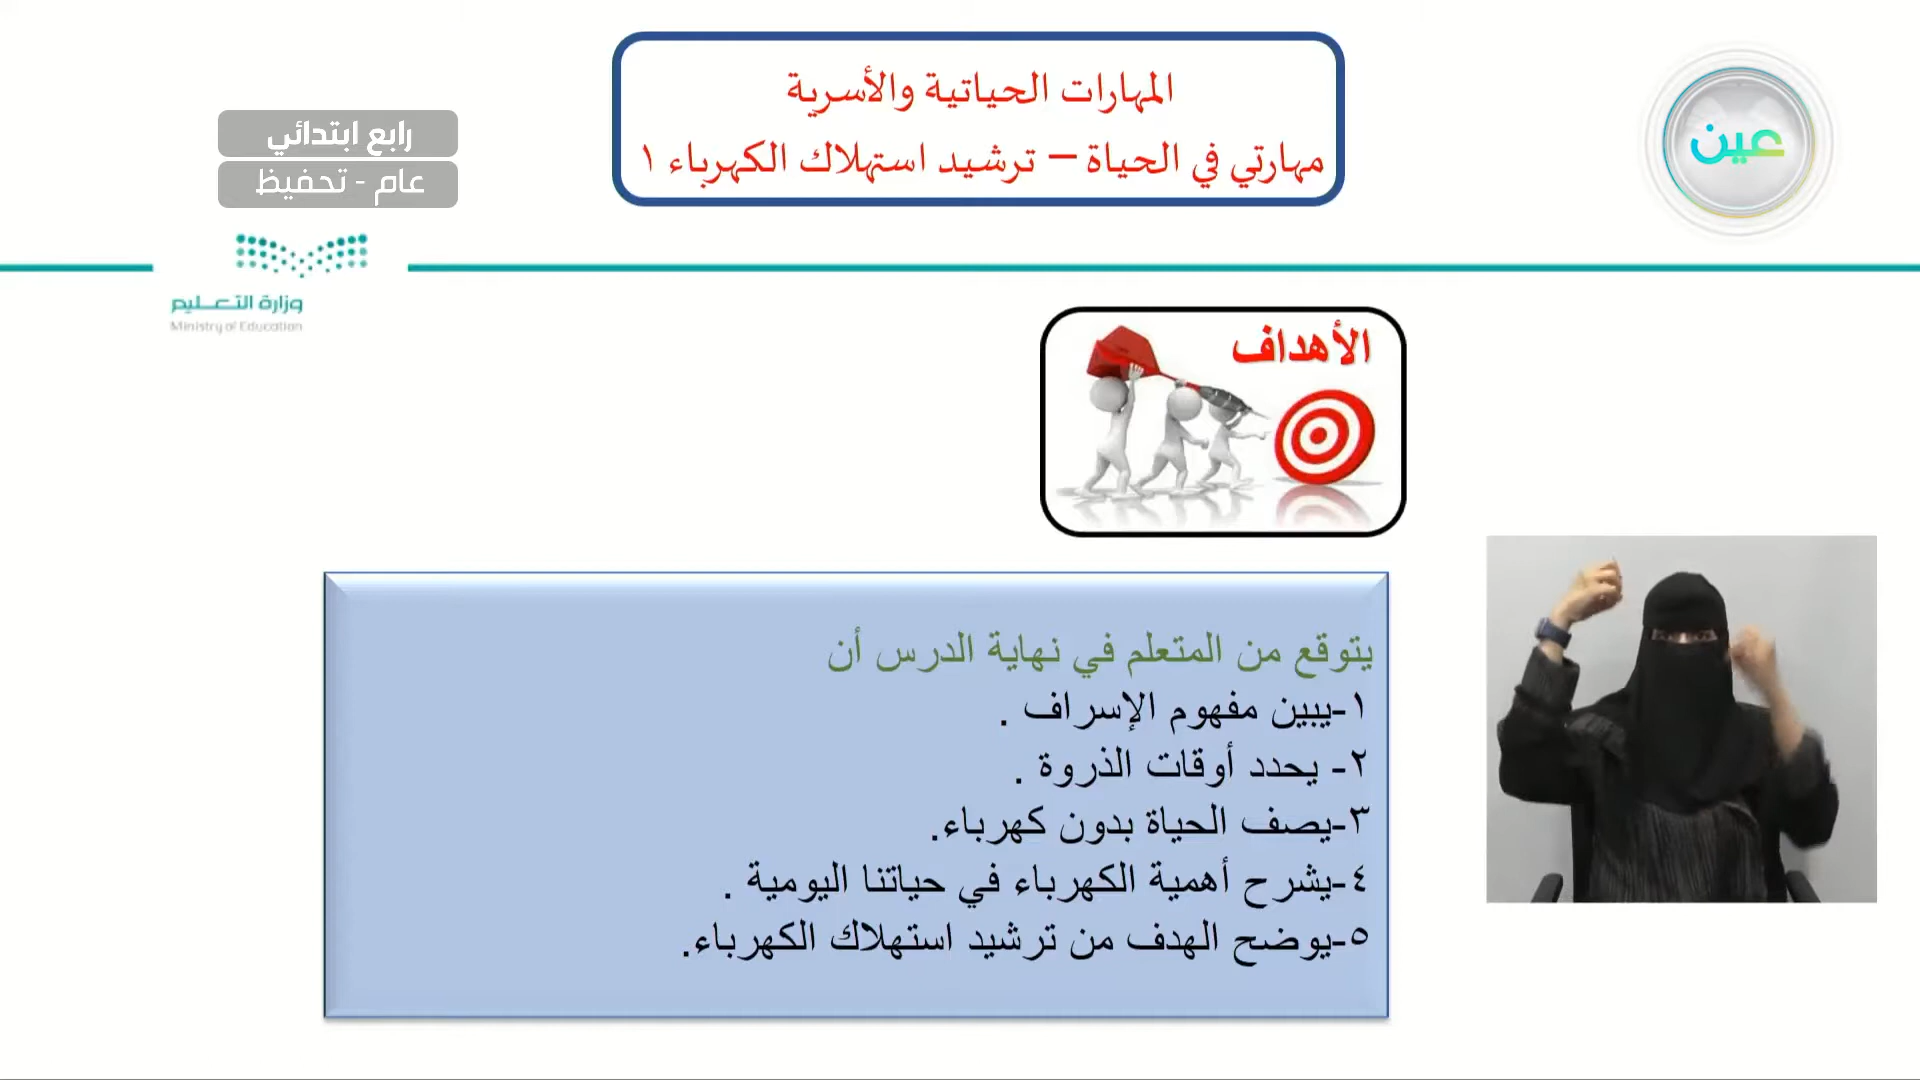 المهارات الحياتية والأسرية
مهارتي في الحياة – ترشيد استهلاك الكهرباء ١
عين
رابع ابتدائي
عام - تحفيظ
وزارة التعليم
Ministry of Education
الأهداف
يتوقع من المتعلم في نهاية الدرس أن
١-يبين مفهوم الإسراف .
٢- يحدد أوقات الذروة .
٣-يصف الحياة بدون كهرباء.
٤-يشرح أهمية الكهرباء في حياتنا اليومية .
٥-يوضح الهدف من ترشيد استهلاك الكهرباء.